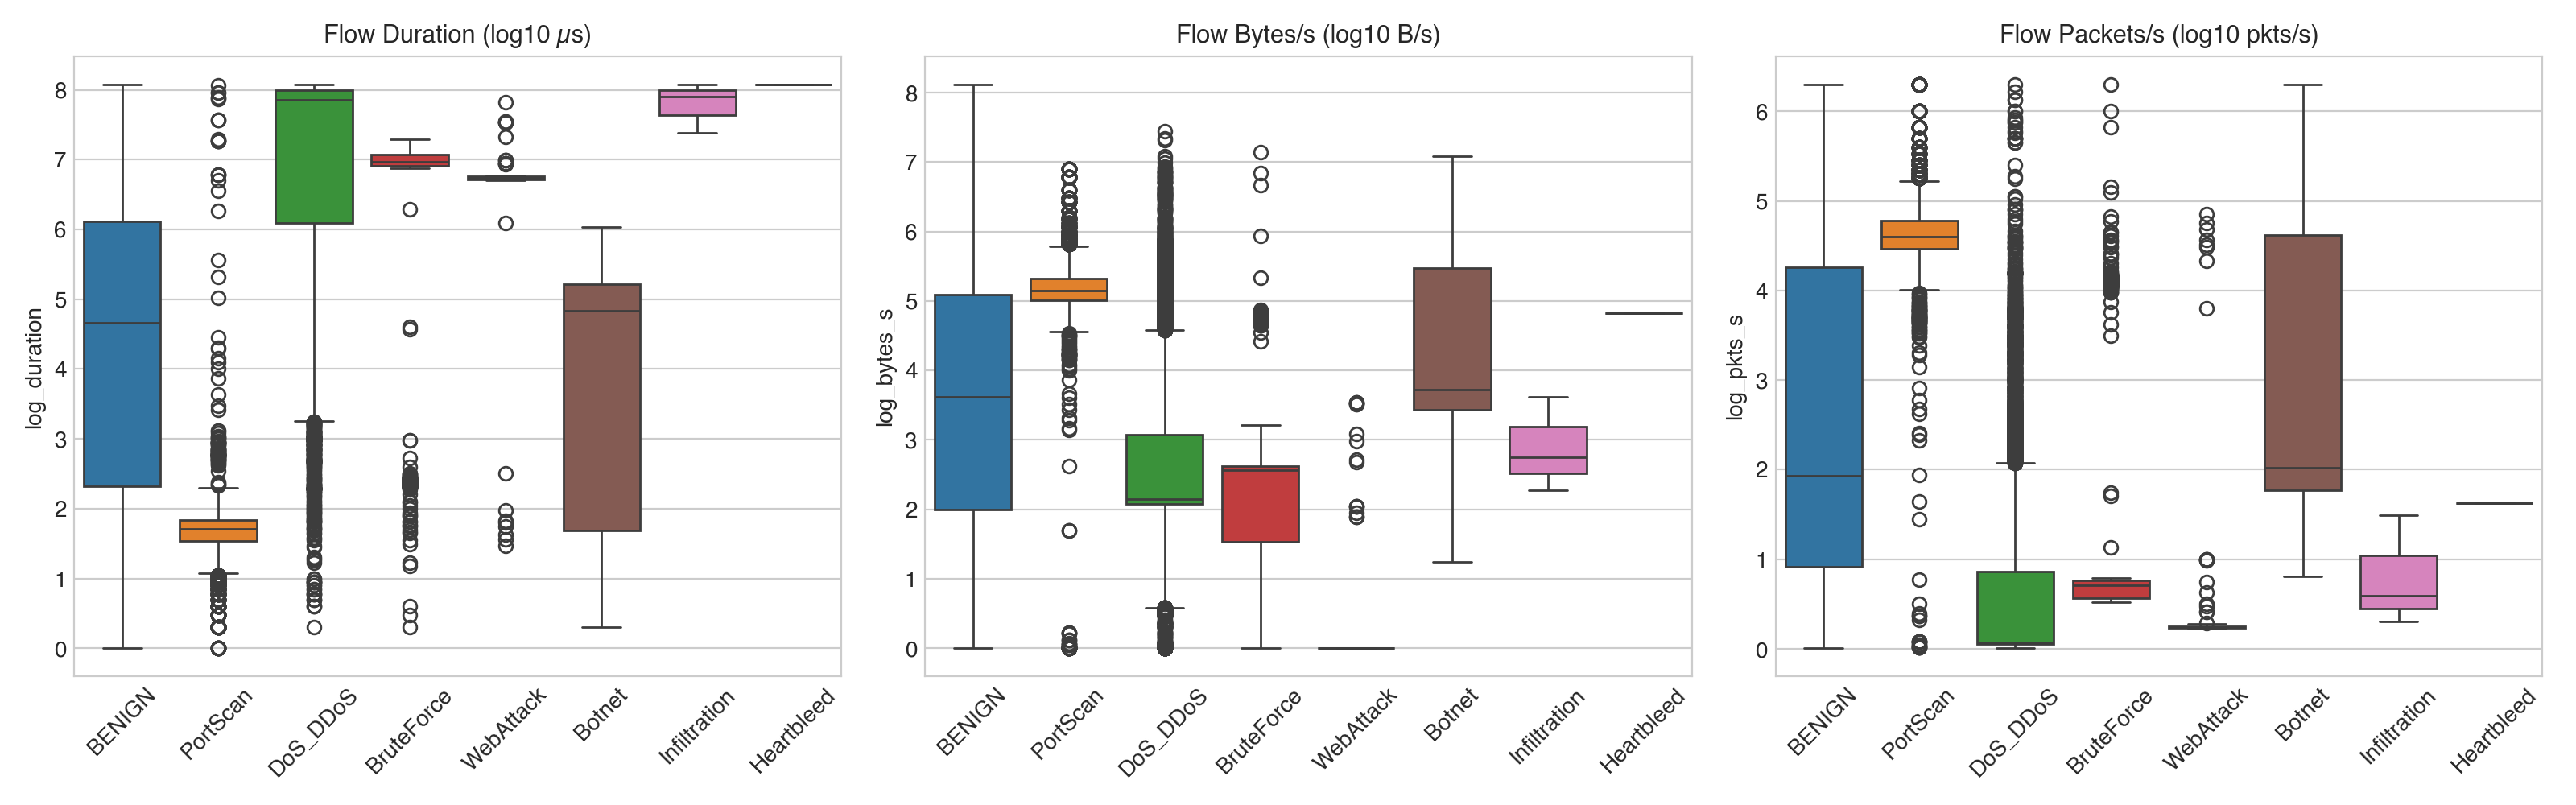 Flow Duration (log10 µs)
log_duration
8
7
6
5
4
3
2
1
0
BENIGN
PortScan
DoS_DDoS
BruteForce
WebAttack
Botnet
Infiltration
Heartbleed
Flow Bytes/s (log10 B/s)
log_bytes_s
8
7
6
5
4
3
2
1
0
BENIGN
PortScan
DoS_DDoS
BruteForce
WebAttack
Botnet
Infiltration
Heartbleed
Flow Packets/s (log10 pkts/s)
log_pkts_s
6
5
4
3
2
1
0
BENIGN
PortScan
DoS_DDoS
BruteForce
WebAttack
Botnet
Infiltration
Heartbleed